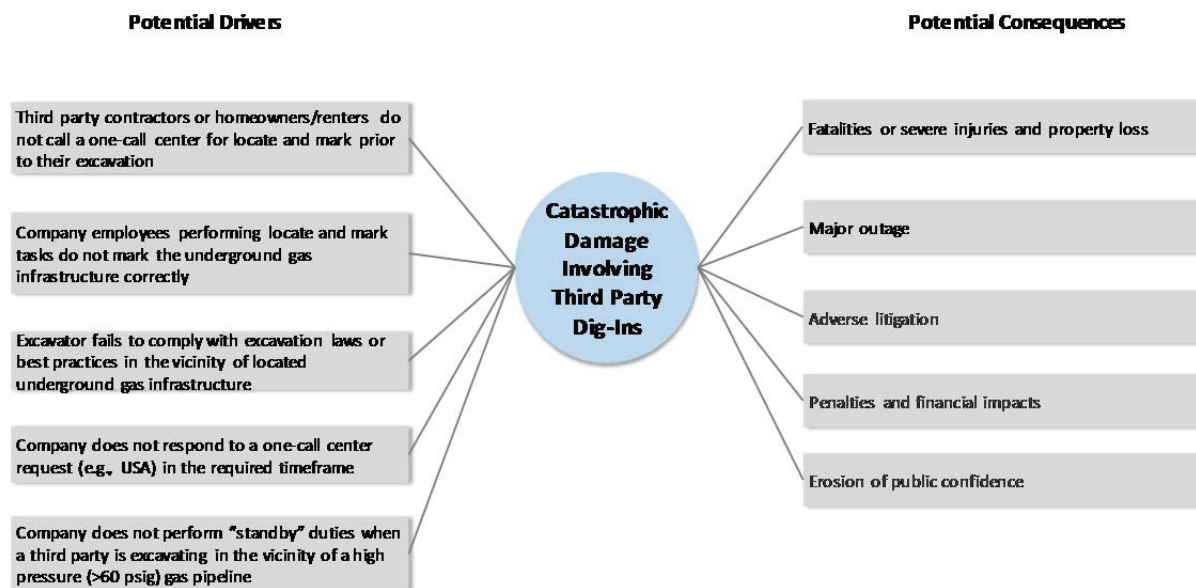 Potential Drivers
Third party contractors or homeowners/renters do
not call a one-call center for locate and mark prior
to their excavation
Company employees performing locate and mark
tasks do not mark the underground gas
infrastructure correctly
Excavator fails to comply with excavation laws or
best practices in the vicinity of located
underground gas infrastructure
Company does not respond to a one-call center
request (e.g., USA) in the required timeframe
Company does not perform "standby" duties when
a third party is excavating in the vicinity of a high
pressure (>60 psig) gas pipeline
Catastrophic
Damage
Involving
Third Party
Dig-Ins
Potential Consequences
Fatalities or severe injuries and property loss
Major outage
Adverse litigation
Penalties and financial impacts
Erosion of public confidence